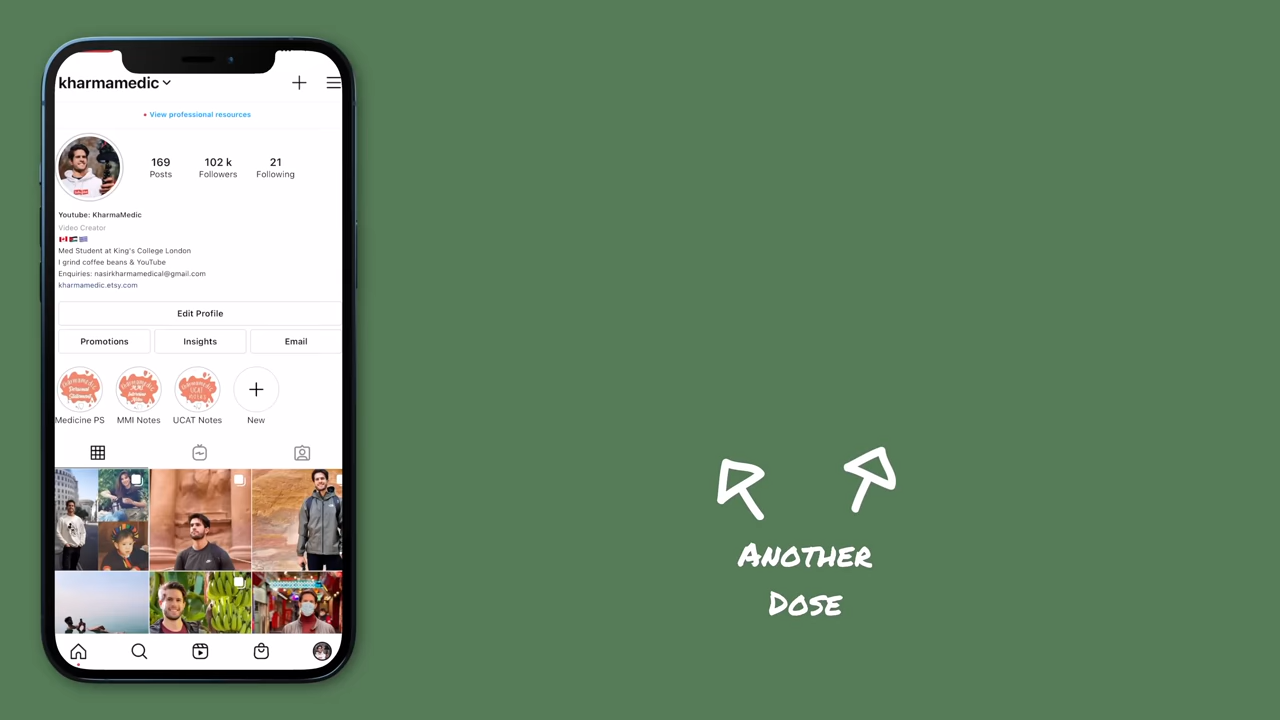 kharmamedic
View professional resources
169 102 k 21
Posts Followers Following
Youtube: KharmaMedic
Video Creator
Med Student at King's College London
I grind coffee beans & YouTube
Enquiries: nasirkharmamedical@gmail.com
kharmamedic.etsy.com
Edit Profile
Promotions Insights Email
Medicine PS MMI Notes UCAT Notes New
Another
Dose